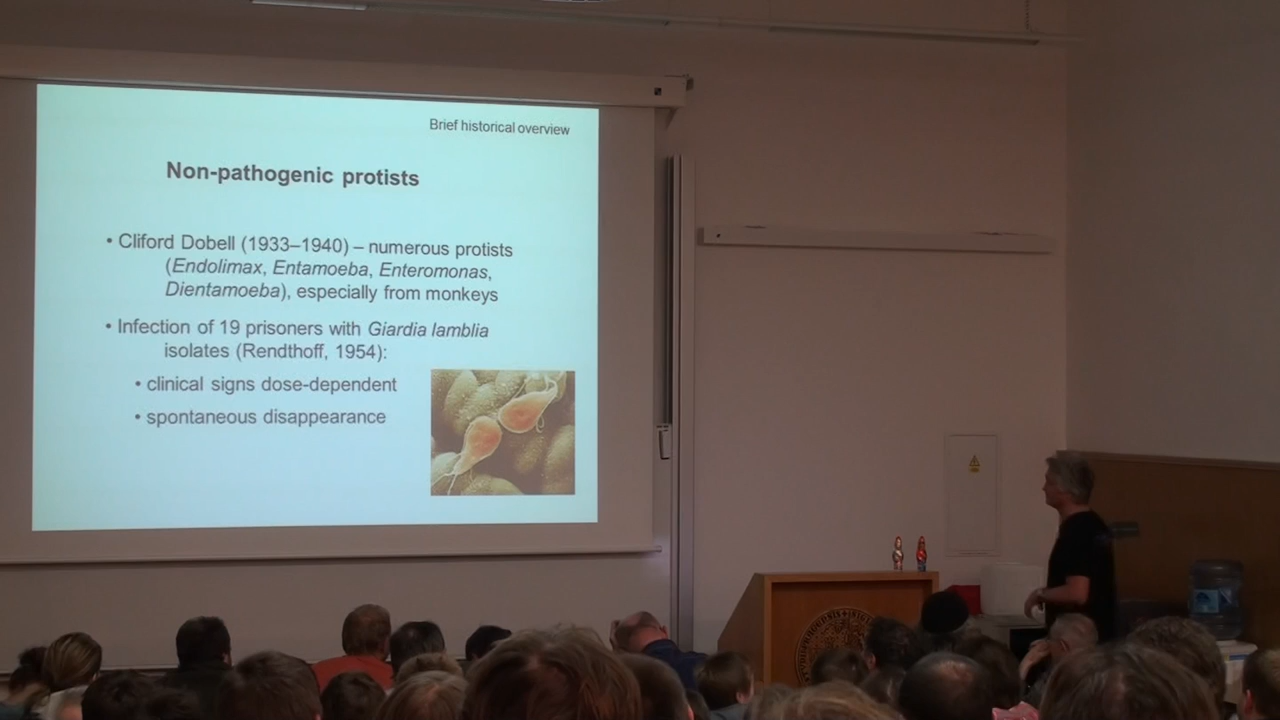 Brief historical overview
Non-pathogenic protists
• Cliford Dobell (1933–1940) – numerous protists
(Endolimax, Entamoeba, Enteromonas,
Dientamoeba), especially from monkeys
• Infection of 19 prisoners with Giardia lamblia
isolates (Rendthoff, 1954):
• clinical signs dose-dependent
• spontaneous disappearance